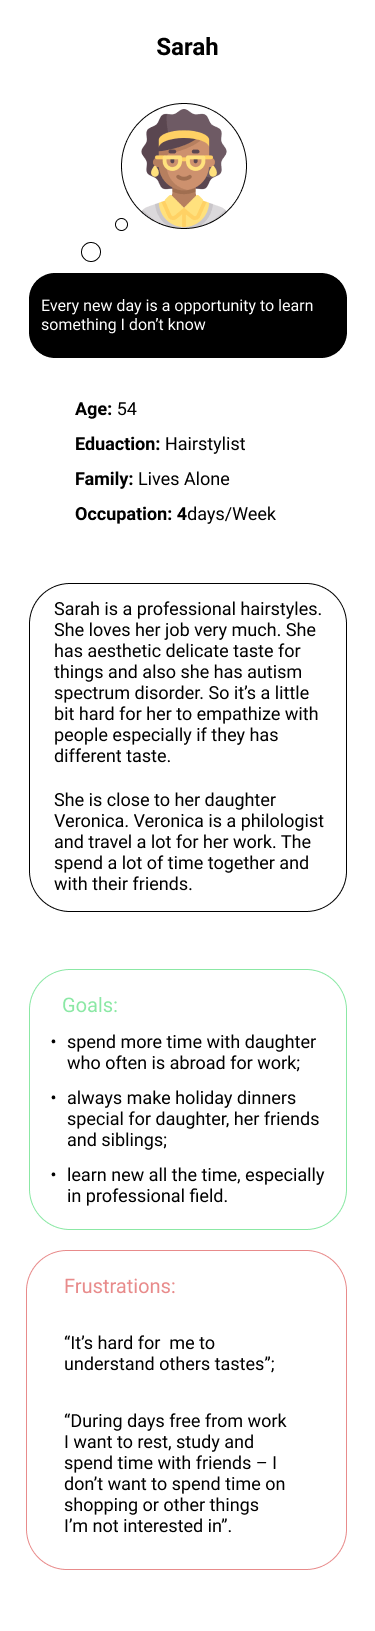 Sarah
Every new day is a opportunity to learn
something I don't know
Age: 54
Eduaction: Hairstylist
Family: Lives Alone
Occupation: 4days/Week
Sarah is a professional hairstyles.
She loves her job very much. She
has aesthetic delicate taste for
things and also she has autism
spectrum disorder. So it's a little
bit hard for her to empathize with
people especially if they has
different taste.
She is close to her daughter
Veronica. Veronica is a philologist
and travel a lot for her work. The
spend a lot of time together and
with their friends.
Goals:
• spend more time with daughter
who often is abroad for work;
• always make holiday dinners
special for daughter, her friends
and siblings;
• learn new all the time, especially
in professional field.
Frustrations:
“It's hard for  me to
understand others tastes”;
“During days free from work
I want to rest, study and
spend time with friends – I
don't want to spend time on
shopping or other things
I'm not interested in”.